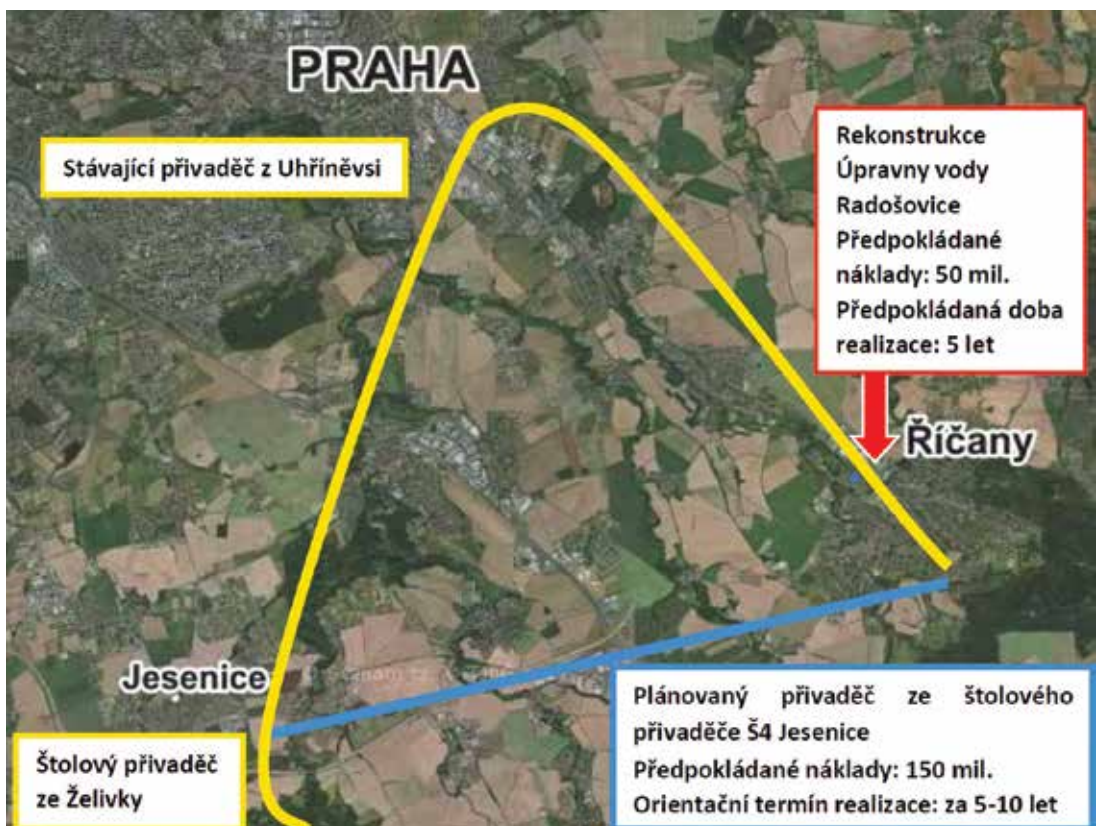 PRAHA
Stávající přivaděč z Uhříněvsi
Rekonstrukce
Úpravny vody
Radošovice
Předpokládané
náklady: 50 mil.
Předpokládaná doba
realizace: 5 let
Říčany
Jesenice
Štolový přivaděč
ze Želivky
Plánovaný přivaděč ze štolového
přivaděče Š4 Jesenice
Předpokládané náklady: 150 mil.
Orientační termín realizace: za 5-10 let